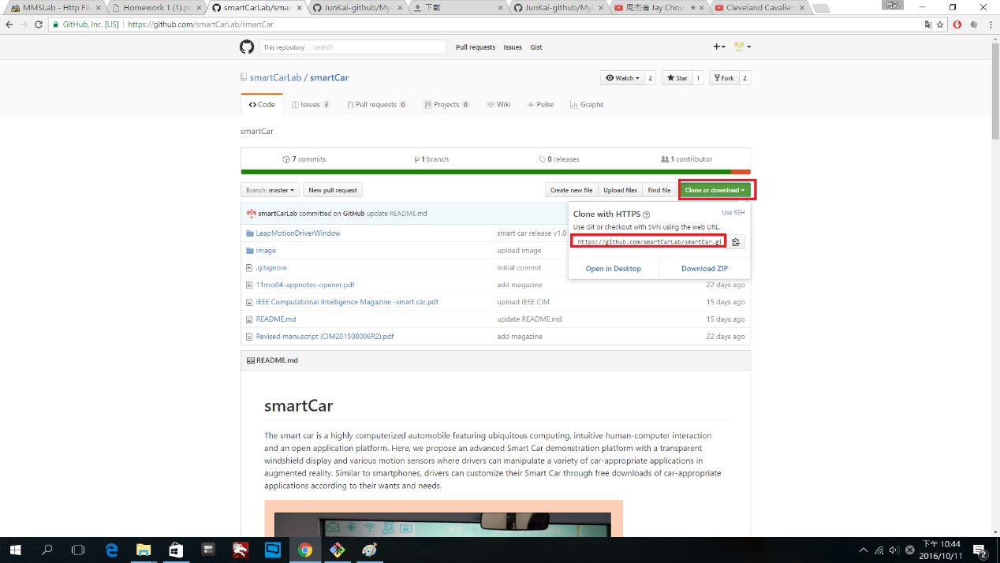 MMSLab - Http Fil
Homework 1 (1).p
smartCarLab/smar
JunKai-github/MyI
下載
JunKai-github/MyI
周杰倫 Jay Chou
Cleveland Cavalier
GitHub, Inc. [US] https://github.com/smartCarLab/smartCar
This repository Search Pull requests Issues Gist
smartCarLab / smartCar Watch 2 Star 1 Fork 2
Code Issues 3 Pull requests 0 Projects 0 Wiki Pulse Graphs
smartCar
7 commits 1 branch 0 releases 1 contributor
Branch: master New pull request Create new file Upload files Find file Clone or download
smartCarLab committed on GitHub update README.md
Clone with HTTPS ? Use SSH
Use Git or checkout with SVN using the web URL.
https://github.com/smartCarLab/smartCar.gi
Open in Desktop Download ZIP
LeapMotionDriverWindow smart car release v1.0
image upload image
.gitignore Initial commit
11mci04-appnotes-opener.pdf add magazine 22 days ago
IEEE Computational Intelligence Magazine -smart car.pdf upload IEEE CIM 15 days ago
README.md update README.md 15 days ago
Revised manuscript (CIM201508006R2).pdf add magazine 22 days ago
README.md
smartCar
The smart car is a highly computerized automobile featuring ubiquitous computing, intuitive human-computer interaction
and an open application platform. Here, we propose an advanced Smart Car demonstration platform with a transparent
windshield display and various motion sensors where drivers can manipulate a variety of car-appropriate applications in
augmented reality. Similar to smartphones, drivers can customize their Smart Car through free downloads of car-appropriate
applications according to their wants and needs.
下午 10:44
2016/10/11
2